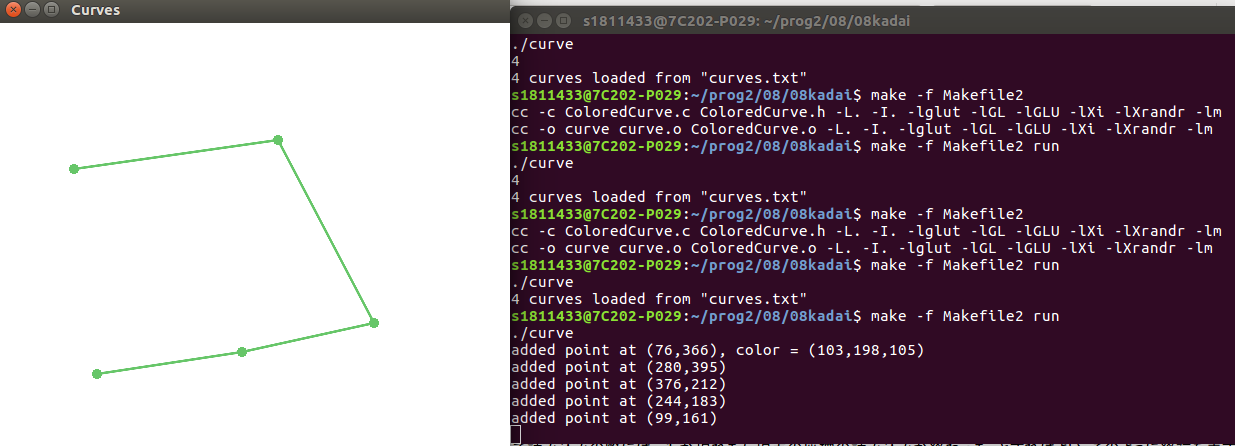 Curves
s1811433@7C202-P029: ~/prog2/08/08kadai
./curve
4
4 curves loaded from "curves.txt"
s1811433@7C202-P029:~/prog2/08/08kadai$ make -f Makefile2
cc -c ColoredCurve.c ColoredCurve.h -L. -I. -lglut -lGL -lGLU -lXi -lXrandr -lm
cc -o curve curve.o ColoredCurve.o -L. -I. -lglut -lGL -lGLU -lXi -lXrandr -lm
s1811433@7C202-P029:~/prog2/08/08kadai$ make -f Makefile2 run
./curve
4
4 curves loaded from "curves.txt"
s1811433@7C202-P029:~/prog2/08/08kadai$ make -f Makefile2
cc -c ColoredCurve.c ColoredCurve.h -L. -I. -lglut -lGL -lGLU -lXi -lXrandr -lm
cc -o curve curve.o ColoredCurve.o -L. -I. -lglut -lGL -lGLU -lXi -lXrandr -lm
s1811433@7C202-P029:~/prog2/08/08kadai$ make -f Makefile2 run
./curve
4 curves loaded from "curves.txt"
s1811433@7C202-P029:~/prog2/08/08kadai$ make -f Makefile2 run
./curve
added point at (76,366), color = (103,198,105)
added point at (280,395)
added point at (376,212)
added point at (244,183)
added point at (99,161)